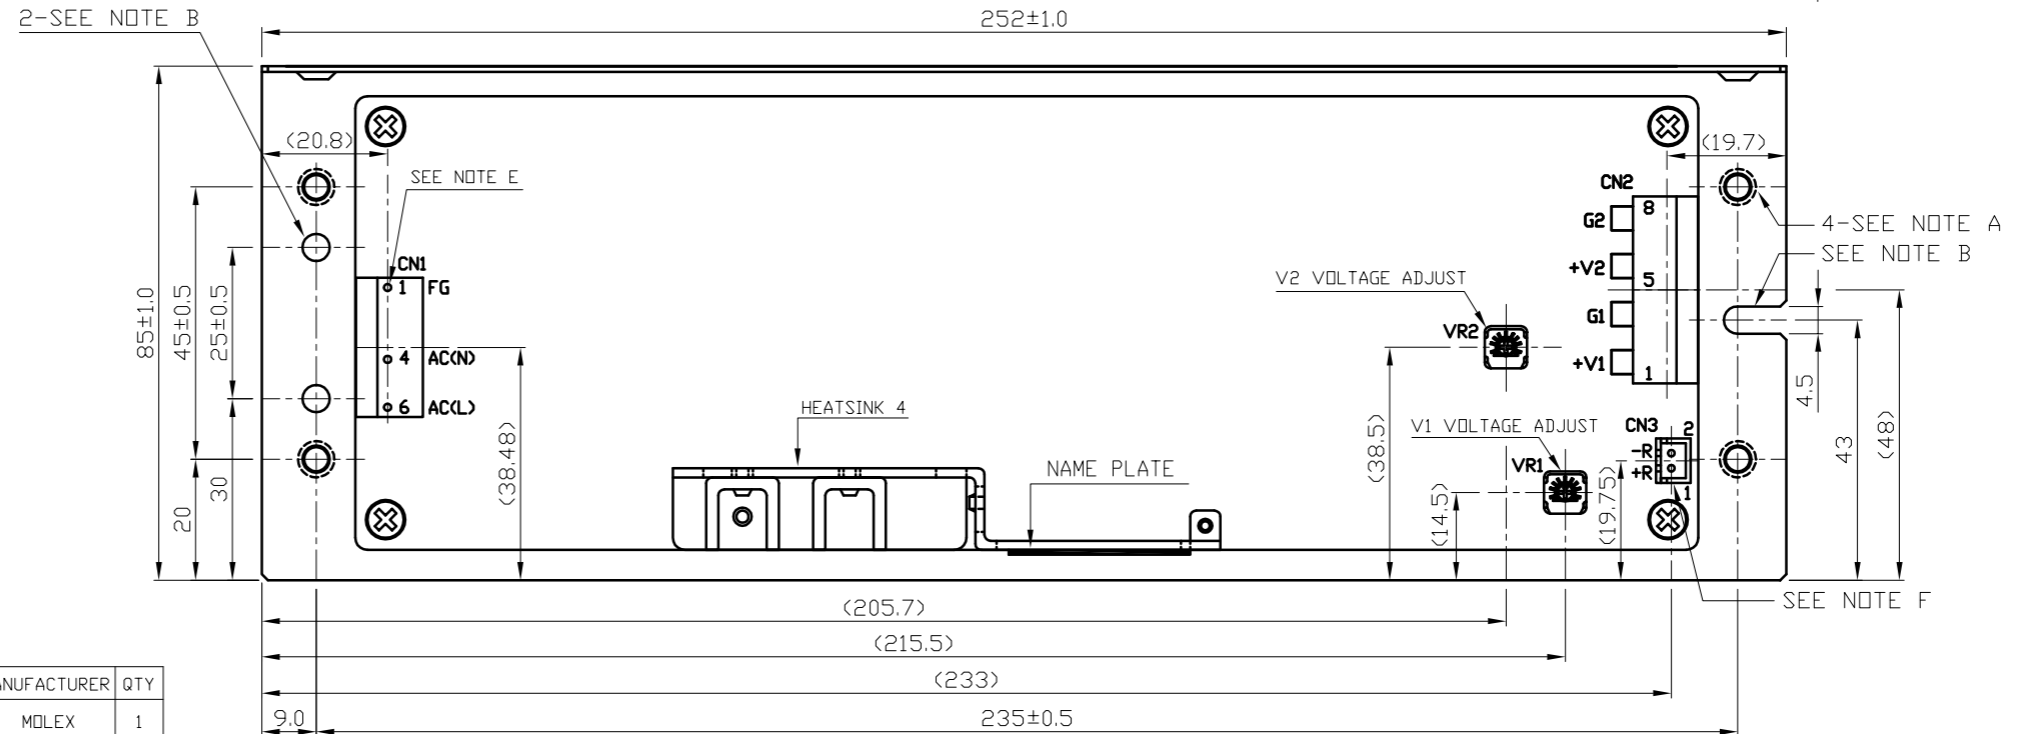 2-SEE NOTE B
252±1.0
(20.8)
(19.7)
SEE NOTE E
CN2
8
G2
4-SEE NOTE A
SEE NOTE B
CN1
1 FG
+V2
5
V2 VOLTAGE ADJUST
G1
85±1.0
45±0.5
25±0.5
VR2
4 AC(N)
+V1
1
4.5
6 AC(L)
HEATSINK 4
V1 VOLTAGE ADJUST
CN3
2
-R
+R
1
43
(48)
(38.48)
(38.5)
NAME PLATE
VR1
30
20
(14.5)
(19.75)
SEE NOTE F
(205.7)
(215.5)
(233)
9.0
235±0.5
ANUFACTURER QTY
MOLEX 1